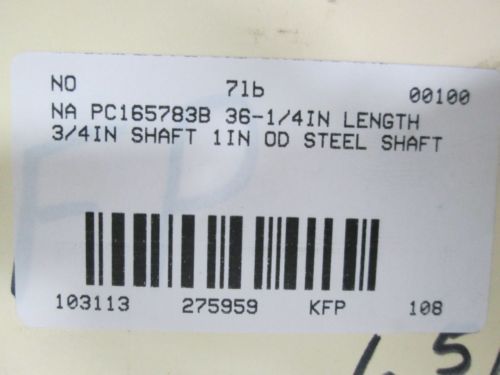 NO 7lb 00100
NA PC165783B 36-1/4IN LENGTH
3/4IN SHAFT 1IN OD STEEL SHAFT
103113 275959 KFP 108